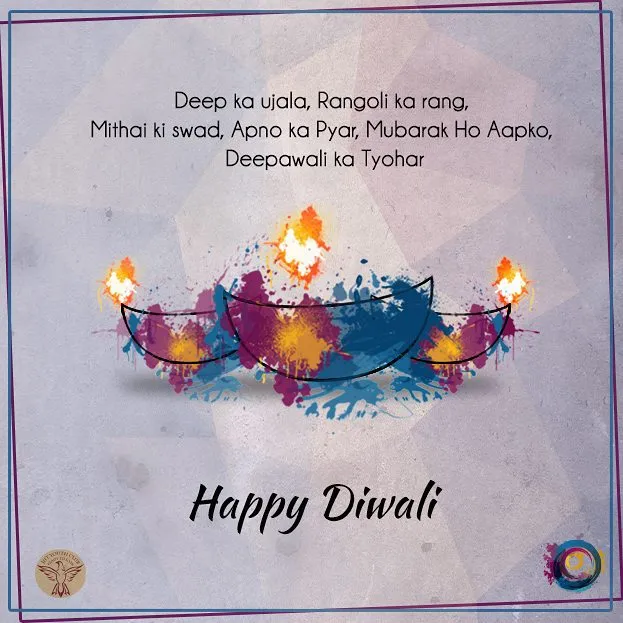 Deep ka ujala, Rangoli ka rang,
Mithai ki swad, Apno ka Pyar, Mubarak Ho Aapko,
Deepawali ka Tyohar
Happy Diwali